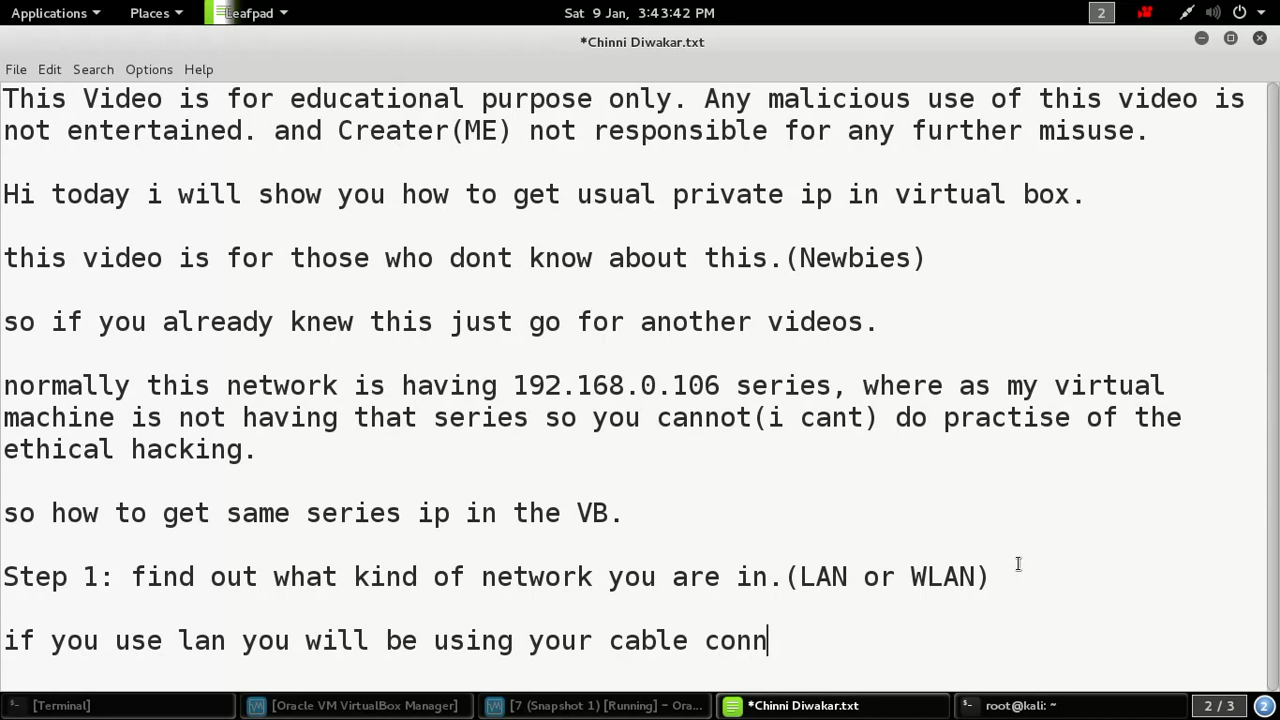 Applications Places Leafpad Sat 9 Jan, 3:43:42 PM 2
*Chinni Diwakar.txt
File Edit Search Options Help
This Video is for educational purpose only. Any malicious use of this video is
not entertained. and Creater(ME) not responsible for any further misuse.
Hi today i will show you how to get usual private ip in virtual box.
this video is for those who dont know about this.(Newbies)
so if you already knew this just go for another videos.
normally this network is having 192.168.0.106 series, where as my virtual
machine is not having that series so you cannot(i cant) do practise of the
ethical hacking.
so how to get same series ip in the VB.
Step 1: find out what kind of network you are in.(LAN or WLAN)
if you use lan you will be using your cable conn
[Terminal] [Oracle VM VirtualBox Manager] [7 (Snapshot 1) [Running] – Ora... *Chinni Diwakar.txt root@kali: ~ 2 / 3 2